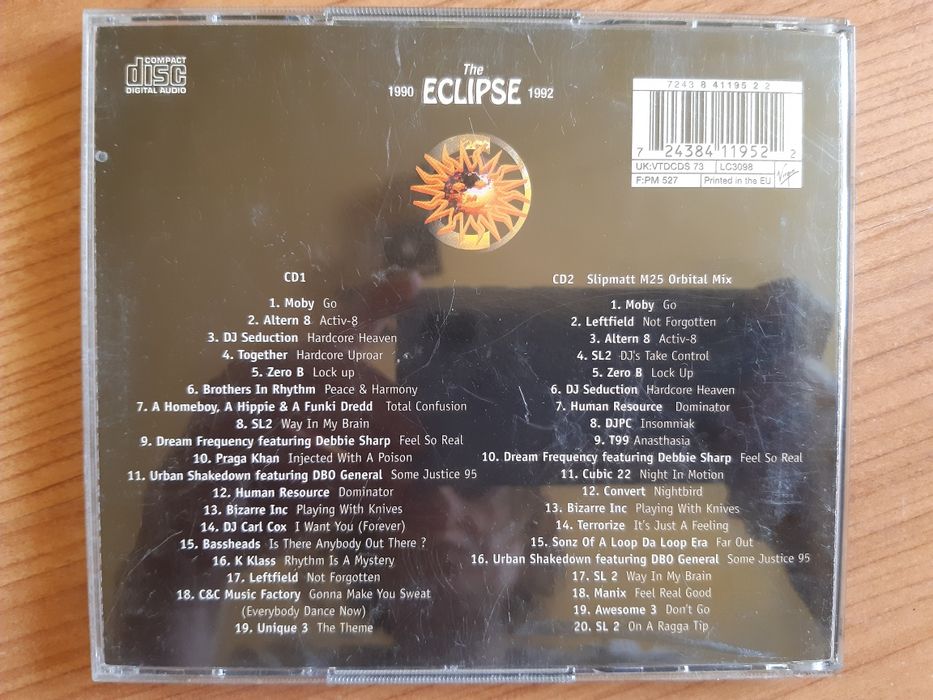 COMPACT
disc
DIGITAL AUDIO
The
1990 ECLIPSE 1992
7243 8 41195 2 2
7 24384 11952 2
UK:VTDCDS 73 LC3098
F:PM 527 Printed in the EU Virgin
CD1
1. Moby Go
2. Altern 8 Activ-8
3. DJ Seduction Hardcore Heaven
4. Together Hardcore Uproar
5. Zero B Lock up
6. Brothers In Rhythm Peace & Harmony
7. A Homeboy, A Hippie & A Funki Dredd Total Confusion
8. SL2 Way In My Brain
9. Dream Frequency featuring Debbie Sharp Feel So Real
10. Praga Khan Injected With A Poison
11. Urban Shakedown featuring DBO General Some Justice 95
12. Human Resource Dominator
13. Bizarre Inc Playing With Knives
14. DJ Carl Cox I Want You (Forever)
15. Bassheads Is There Anybody Out There ?
16. K Klass Rhythm Is A Mystery
17. Leftfield Not Forgotten
18. C&C Music Factory Gonna Make You Sweat
(Everybody Dance Now)
19. Unique 3 The Theme
CD2 Slipmatt M25 Orbital Mix
1. Moby Go
2. Leftfield Not Forgotten
3. Altern 8 Activ-8
4. SL2 DJ's Take Control
5. Zero B Lock Up
6. DJ Seduction Hardcore Heaven
7. Human Resource Dominator
8. DJPC Insomniak
9. T99 Anasthasia
10. Dream Frequency featuring Debbie Sharp Feel So Real
11. Cubic 22 Night In Motion
12. Convert Nightbird
13. Bizarre Inc Playing With Knives
14. Terrorize It's Just A Feeling
15. Sonz Of A Loop Da Loop Era Far Out
16. Urban Shakedown featuring DBO General Some Justice 95
17. SL 2 Way In My Brain
18. Manix Feel Real Good
19. Awesome 3 Don't Go
20. SL 2 On A Ragga Tip